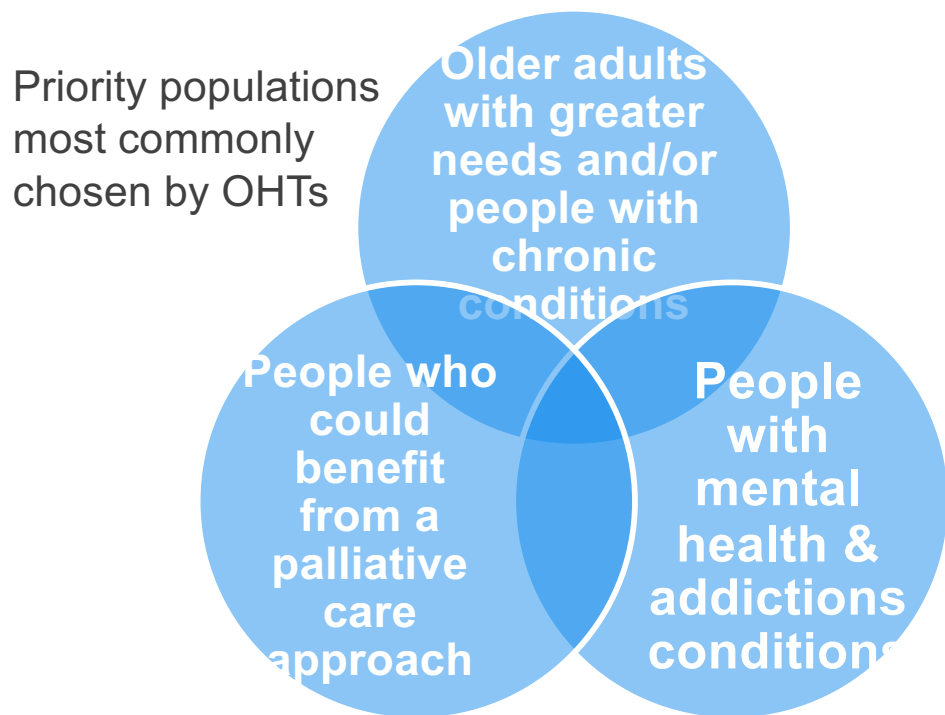 Priority populations
most commonly
chosen by OHTs
Older adults
with greater
needs and/or
people with
chronic
conditions
People who
could
benefit
from a
palliative
care
approach
People
with
mental
health &
addictions
conditions